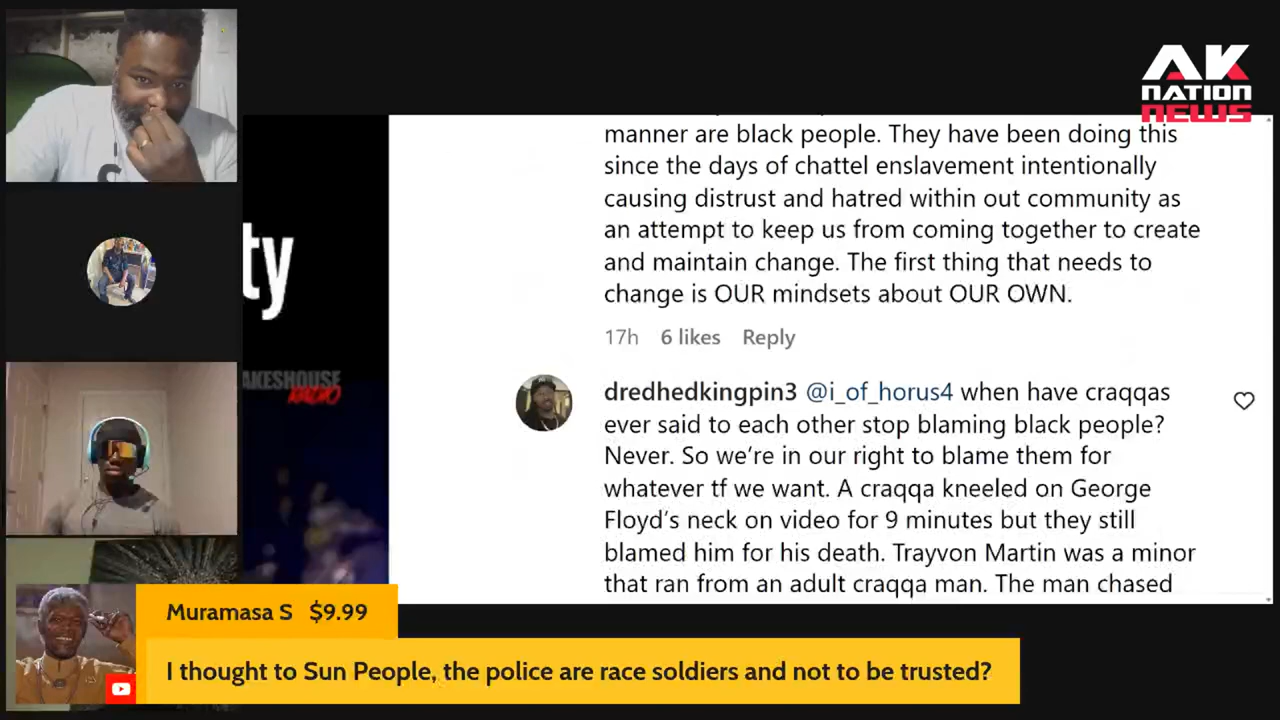 AK
NATION
NEWS
manner are black people. They have been doing this
since the days of chattel enslavement intentionally
causing distrust and hatred within out community as
an attempt to keep us from coming together to create
and maintain change. The first thing that needs to
change is OUR mindsets about OUR OWN.
17h 6 likes Reply
ty
AKESHOUSE
RADIO
dredhedkingpin3 @i_of_horus4 when have craqqas
ever said to each other stop blaming black people?
Never. So we're in our right to blame them for
whatever tf we want. A craqqa kneeled on George
Floyd's neck on video for 9 minutes but they still
blamed him for his death. Trayvon Martin was a minor
that ran from an adult craqqa man. The man chased
Muramasa S $9.99
I thought to Sun People, the police are race soldiers and not to be trusted?